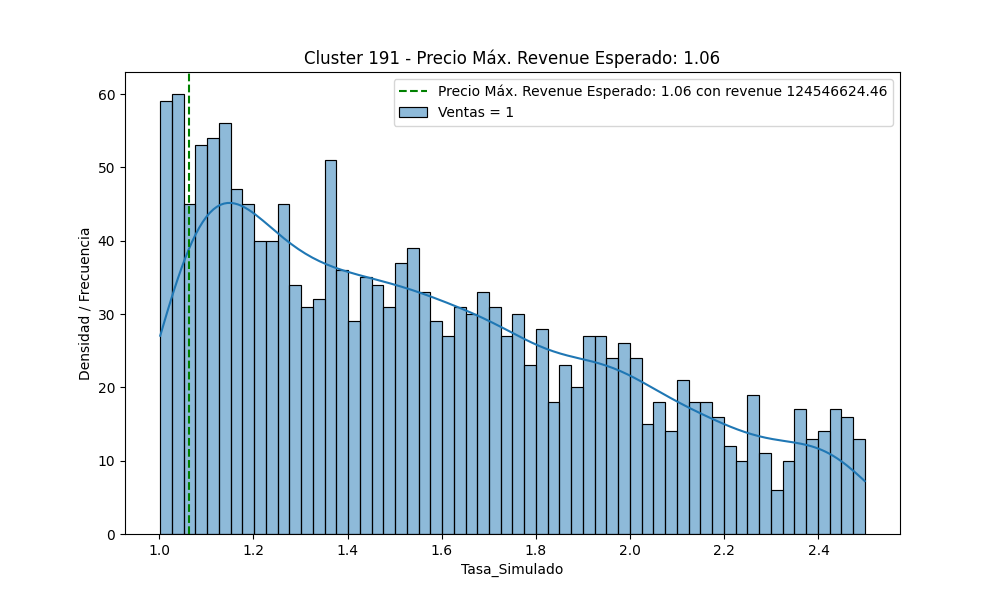 Cluster 191 - Precio Máx. Revenue Esperado: 1.06
Precio Máx. Revenue Esperado: 1.06 con revenue 124546624.46
Ventas = 1
Densidad / Frecuencia
60
50
40
30
20
10
0
1.0 1.2 1.4 1.6 1.8 2.0 2.2 2.4
Tasa_Simulado